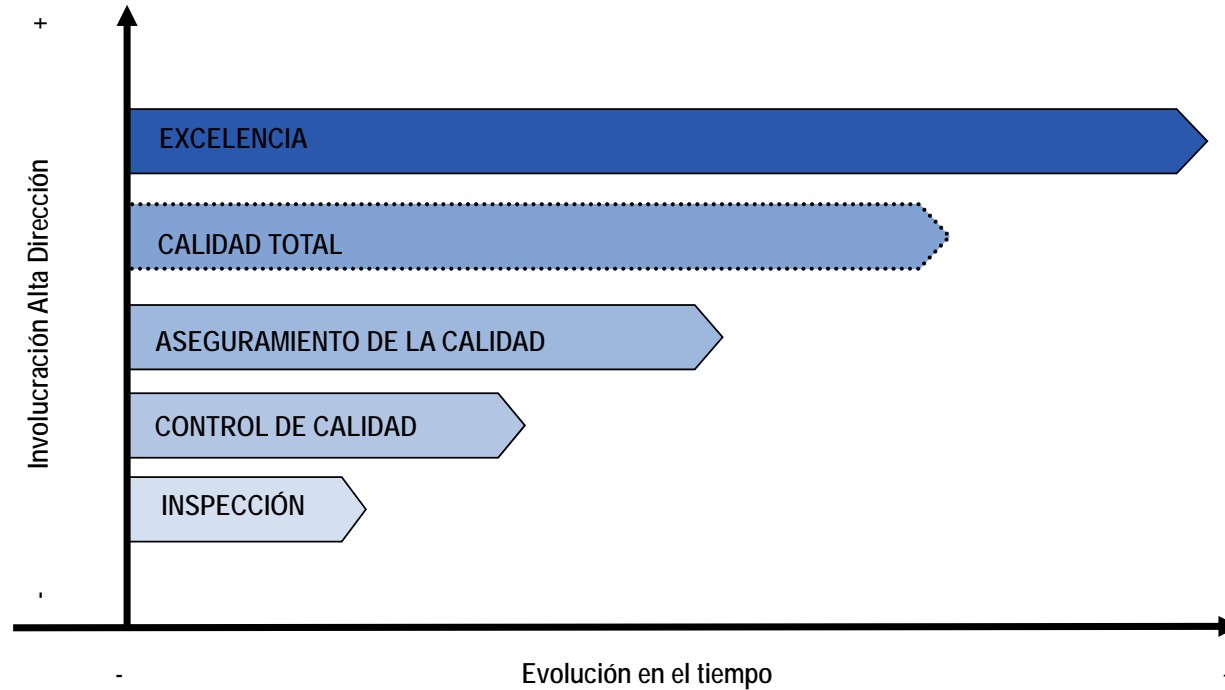 +
Involucración Alta Dirección
-
EXCELENCIA
CALIDAD TOTAL
ASEGURAMIENTO DE LA CALIDAD
CONTROL DE CALIDAD
INSPECCIÓN
-
Evolución en el tiempo